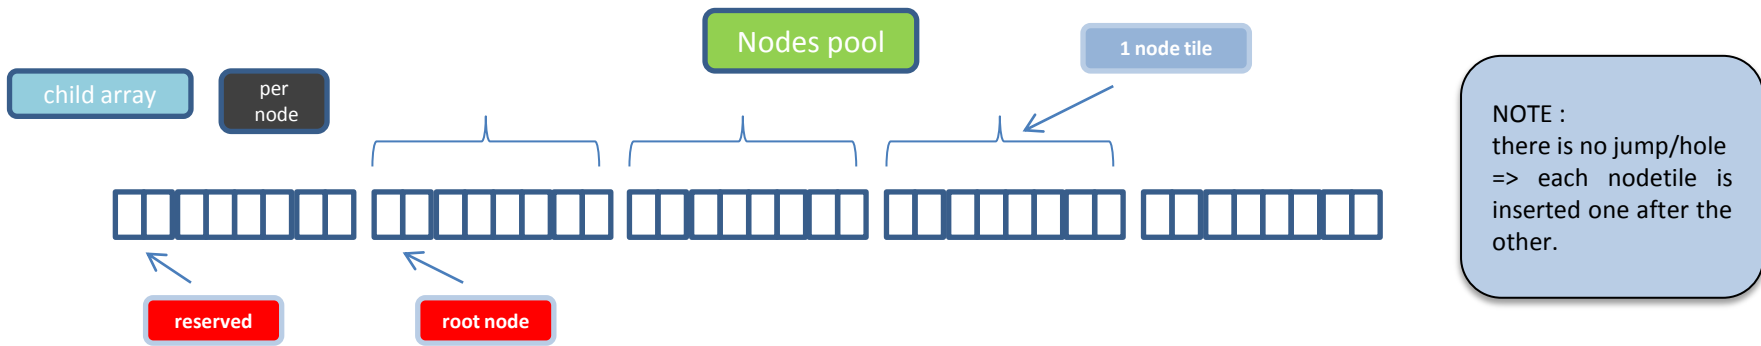 Nodes pool
1 node tile
child array
per
node
NOTE :
there is no jump/hole
=> each nodetile is
inserted one after the
other.
reserved
root node